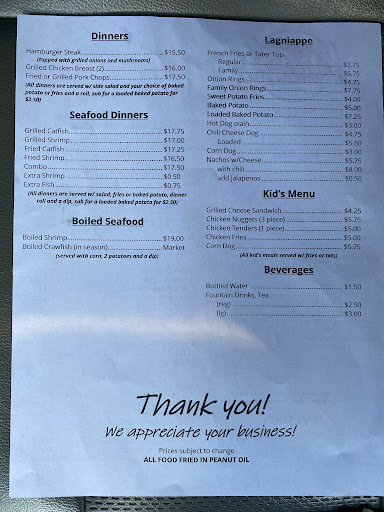 Dinners
Hamburger Steak $15.50
(topped with grilled onions and mushrooms)
Grilled Chicken Breast (2) $16.00
Fried or Grilled Pork Chops $17.50
(All dinners are served w/ side salad and your choice of baked
potato or fries and a roll, sub for a loaded baked potato for
$2.50)
Seafood Dinners
Grilled Catfish $17.75
Grilled Shrimp $17.00
Fried Catfish $17.25
Fried Shrimp $16.50
Combo $17.50
Extra Shrimp $0.50
Extra Fish $0.75
(All dinners are served w/ salad, fries or baked potato, dinner
roll and a dip, sub for a loaded baked potato for $2.50)
Boiled Seafood
Boiled Shrimp $19.00
Boiled Crawfish (in season) Market
(served with corn, 2 potatoes and a dip)
Lagniappe
French Fries or Tater Tots
Regular $2.75
Family $6.75
Onion Rings $4.75
Family Onion Rings $7.75
Sweet Potato Fries $4.00
Baked Potato $5.00
Loaded Baked Potato $7.25
Hot Dog plain $3.00
Chili Cheese Dog $4.75
Loaded $5.50
Corn Dog $3.00
Nachos w/Cheese $5.75
with chili $8.00
add jalapenos $0.50
Kid's Menu
Grilled Cheese Sandwich $4.25
Chicken Nuggets (3 piece) $5.75
Chicken Tenders (1 piece) $5.00
Chicken Fries $5.00
Corn Dog $5.75
(All kid's meals served w/ fries or tots)
Beverages
Bottled Water $1.50
Fountain Drinks, Tea
(reg) $2.50
(lg) $3.00
Thank you!
We appreciate your business!
Prices subject to change
ALL FOOD FRIED IN PEANUT OIL